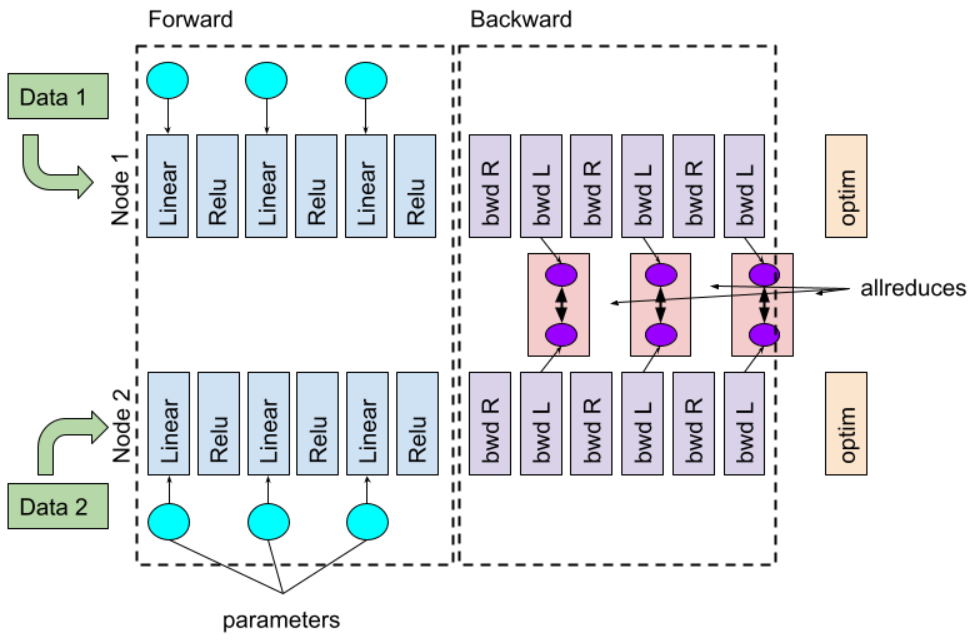 Forward
Backward
Data 1
Node 1
Linear
Relu
Linear
Relu
Linear
Relu
bwd R
bwd L
bwd R
bwd L
bwd R
bwd L
optim
allreduces
Node 2
Linear
Relu
Linear
Relu
Linear
Relu
bwd R
bwd L
bwd R
bwd L
bwd R
bwd L
optim
Data 2
parameters